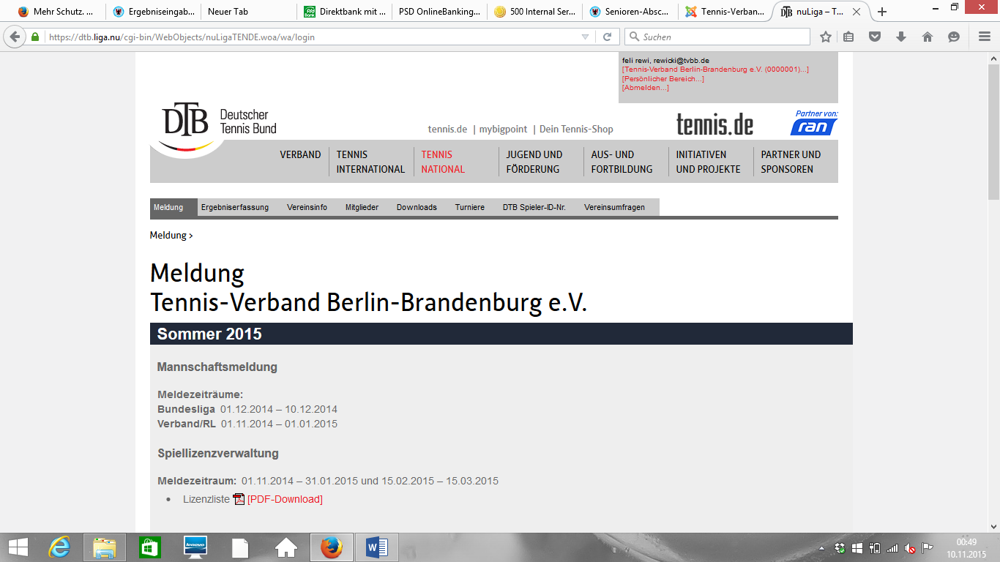 Mehr Schutz. ...
Ergebniseingab...
Neuer Tab
Direktbank mit ...
PSD OnlineBanking...
500 Internal Ser...
Senioren-Absc...
Tennis-Verban...
nuLiga – T...
https://dtb.liga.nu/cgi-bin/WebObjects/nuLigaTENDE.woa/wa/login
Suchen
feli rewi, rewicki@tvbb.de
[Tennis-Verband Berlin-Brandenburg e.V. (0000001)...]
[Persönlicher Bereich...]
[Abmelden...]
DTB Deutscher
Tennis Bund
tennis.de | mybigpoint | Dein Tennis-Shop
tennis.de
Partner von:
ran
VERBAND
TENNIS
INTERNATIONAL
TENNIS
NATIONAL
JUGEND UND
FÖRDERUNG
AUS- UND
FORTBILDUNG
INITIATIVEN
UND PROJEKTE
PARTNER UND
SPONSOREN
Meldung Ergebniserfassung Vereinsinfo Mitglieder Downloads Turniere DTB Spieler-ID-Nr. Vereinsumfragen
Meldung >
Meldung
Tennis-Verband Berlin-Brandenburg e.V.
Sommer 2015
Mannschaftsmeldung
Meldezeiträume:
Bundesliga 01.12.2014 – 10.12.2014
Verband/RL 01.11.2014 – 01.01.2015
Spiellizenzverwaltung
Meldezeitraum: 01.11.2014 – 31.01.2015 und 15.02.2015 – 15.03.2015
• Lizenzliste [PDF-Download]
lenovo
00:49
10.11.2015